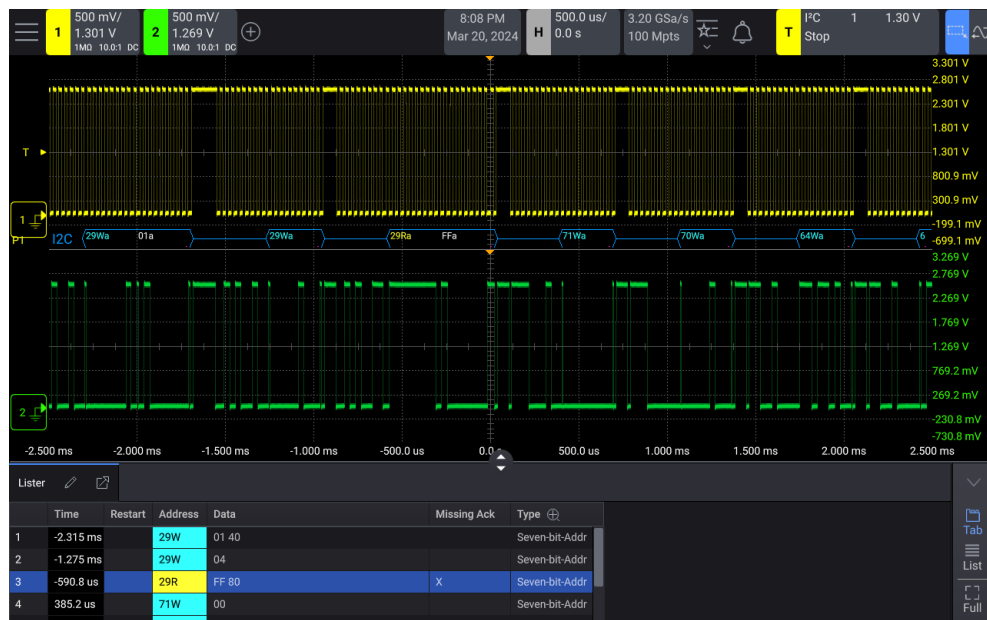 1 500 mV/ 1.301 V 1MΩ 10.0:1 DC
2 500 mV/ 1.269 V 1MΩ 10.0:1 DC
8:08 PM
Mar 20, 2024
H 500.0 us/ 0.0 s
3.20 GSa/s
100 Mpts
T I²C 1 1.30 V
Stop
3.301 V
2.801 V
2.301 V
1.801 V
T 1.301 V
800.9 mV
1 300.9 mV
-199.1 mV
P1 I2C 29Wa 01a 29Wa 29Ra FFa 71Wa 70Wa 64Wa 6 -699.1 mV
3.269 V
2.769 V
2.269 V
1.769 V
1.269 V
769.2 mV
2 269.2 mV
-230.8 mV
-730.8 mV
-2.500 ms -2.000 ms -1.500 ms -1.000 ms -500.0 us 500.0 us 1.000 ms 1.500 ms 2.000 ms 2.500 ms
Lister
Time Restart Address Data Missing Ack Type
1 -2.315 ms 29W 01 40 Seven-bit-Addr
2 -1.275 ms 29W 04 Seven-bit-Addr
3 -590.8 us 29R FF 80 X Seven-bit-Addr
4 385.2 us 71W 00 Seven-bit-Addr
Tab
List
Full